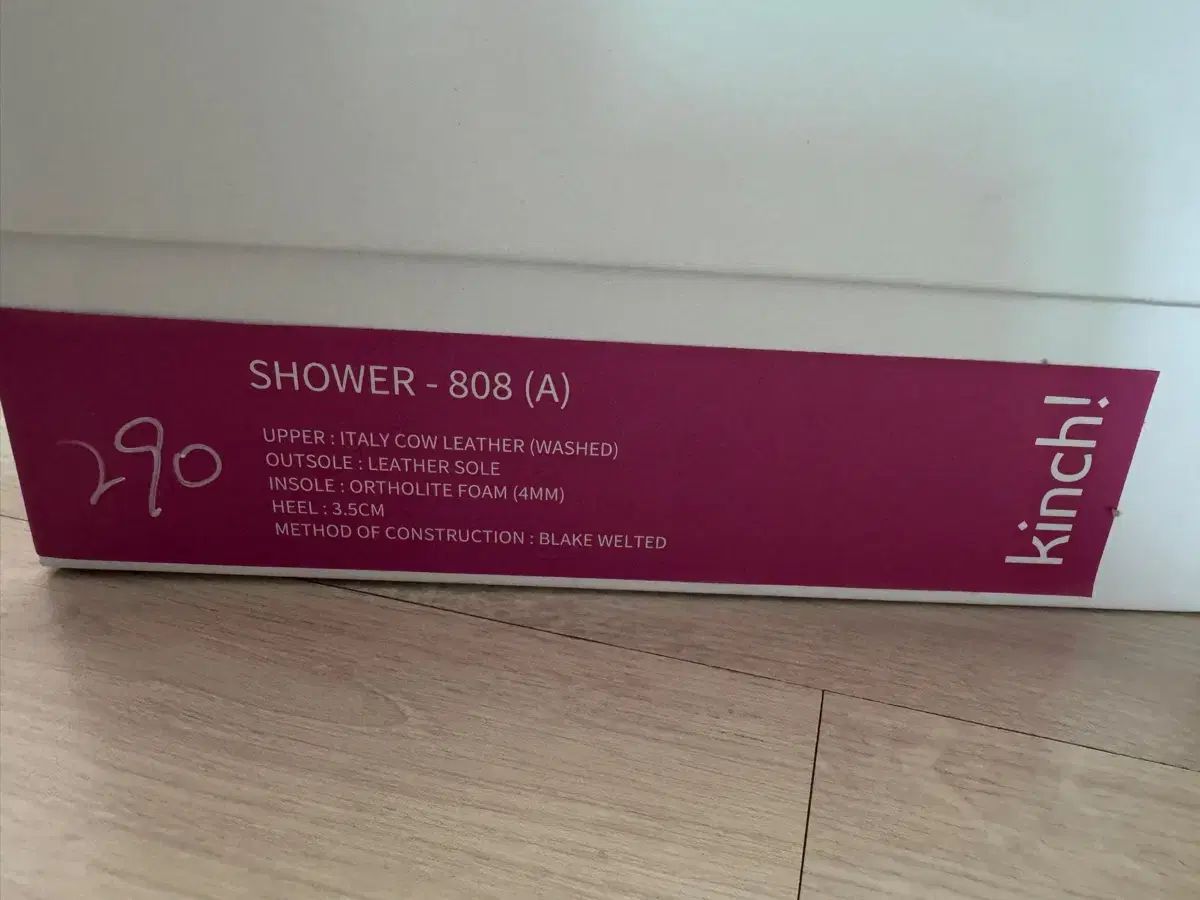 SHOWER - 808 (A)
290
UPPER : ITALY COW LEATHER (WASHED)
OUTSOLE : LEATHER SOLE
INSOLE : ORTHOLITE FOAM (4MM)
HEEL : 3.5CM
METHOD OF CONSTRUCTION : BLAKE WELTED
kinch!